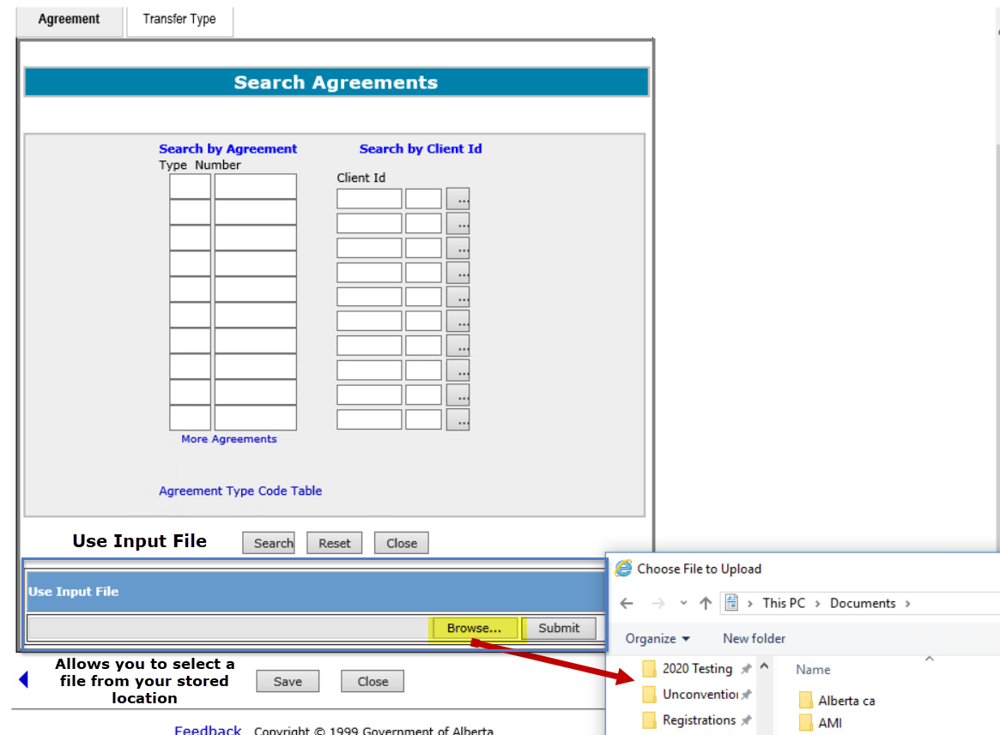 Agreement Transfer Type
Search Agreements
Search by Agreement Search by Client Id
Type Number
Client Id
...
...
...
...
...
...
...
...
...
...
More Agreements
Agreement Type Code Table
Use Input File Search Reset Close
Use Input File
Browse... Submit
Allows you to select a
file from your stored
location
Save Close
Feedback Copyright © 1999 Government of Alberta
Choose File to Upload
This PC > Documents >
Organize New folder
2020 Testing Name
Registrations
Alberta ca
AMI